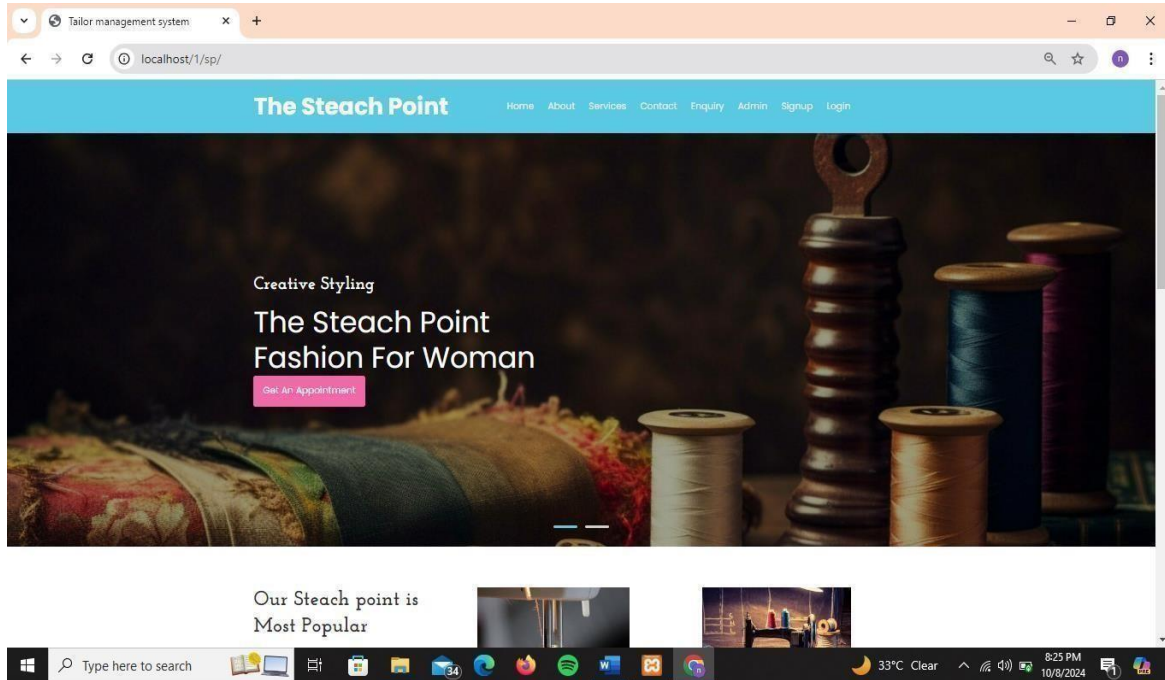 Tailor management system
localhost/1/sp/
n
The Steach Point
Home About Services Contact Enquiry Admin Signup Login
Creative Styling
The Steach Point
Fashion For Woman
Get An Appointment
Our Steach point is
Most Popular
Type here to search
34
W
33°C Clear
8:25 PM
10/8/2024
1